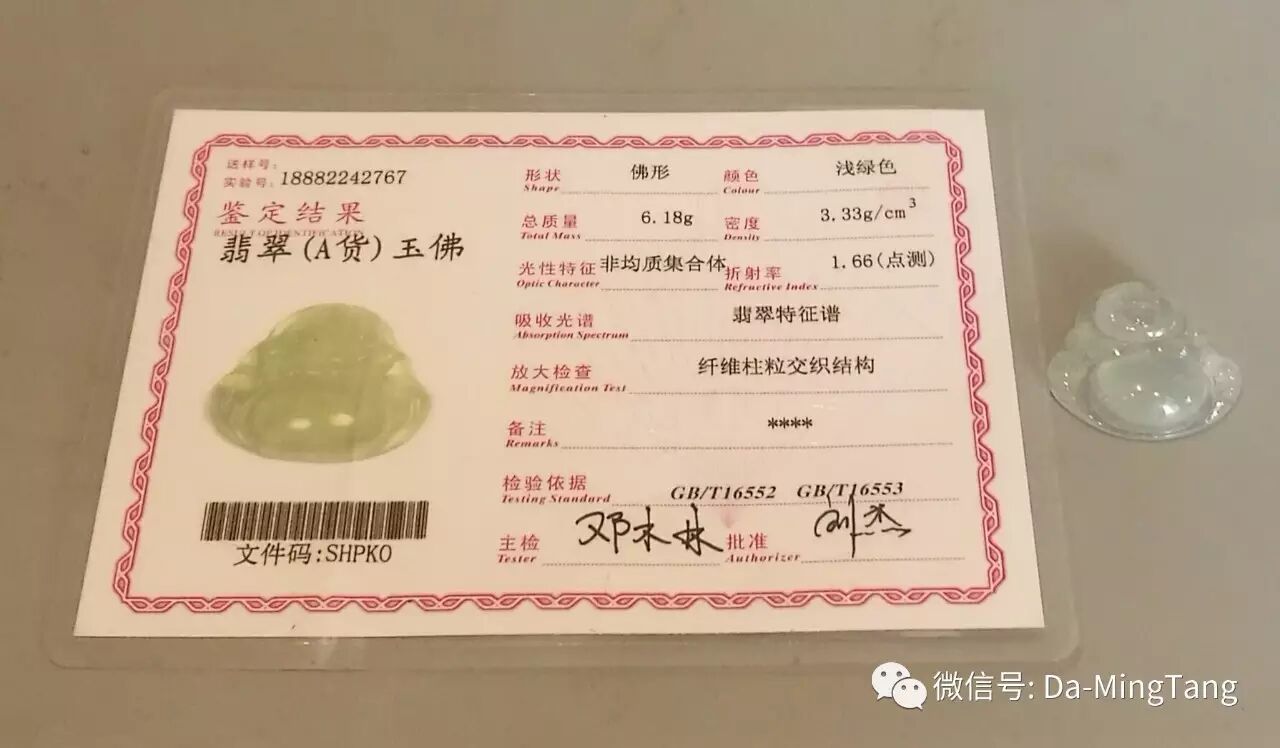 送样号:
实验号: 18882242767
鉴定结果
RESULT OF IDENTIFICATION
翡翠(A货)玉佛
文件码:SHPKO
形状 佛形 颜色 浅绿色
Shape Colour
总质量 6.18g 密度 3.33g/cm³
Total Mass Density
光性特征 非均质集合体 折射率 1.66(点测)
Optic Character Refractive Index
吸收光谱 翡翠特征谱
Absorption Spectrum
放大检查 纤维柱粒交织结构
Magnification Test
备注 ****
Remarks
检验依据 GB/T16552 GB/T16553
Testing Standard
主检 邓木林 批准
Tester Authorizer
微信号: Da-MingTang